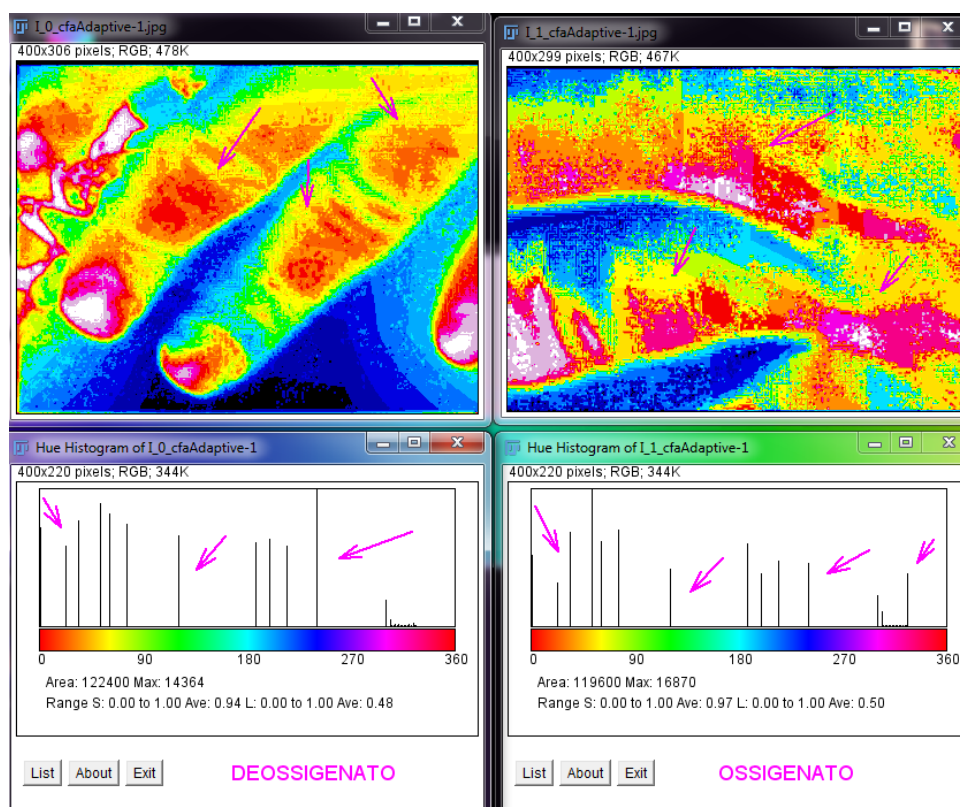 I_0_cfaAdaptive-1.jpg
400x306 pixels; RGB; 478K
I_1_cfaAdaptive-1.jpg
400x299 pixels; RGB; 467K
Hue Histogram of I_0_cfaAdaptive-1
400x220 pixels; RGB; 344K
0 90 180 270 360
Area: 122400 Max: 14364
Range S: 0.00 to 1.00 Ave: 0.94 L: 0.00 to 1.00 Ave: 0.48
List About Exit DEOSSIGENATO
Hue Histogram of I_1_cfaAdaptive-1
400x220 pixels; RGB; 344K
0 90 180 270 360
Area: 119600 Max: 16870
Range S: 0.00 to 1.00 Ave: 0.97 L: 0.00 to 1.00 Ave: 0.50
List About Exit OSSIGENATO